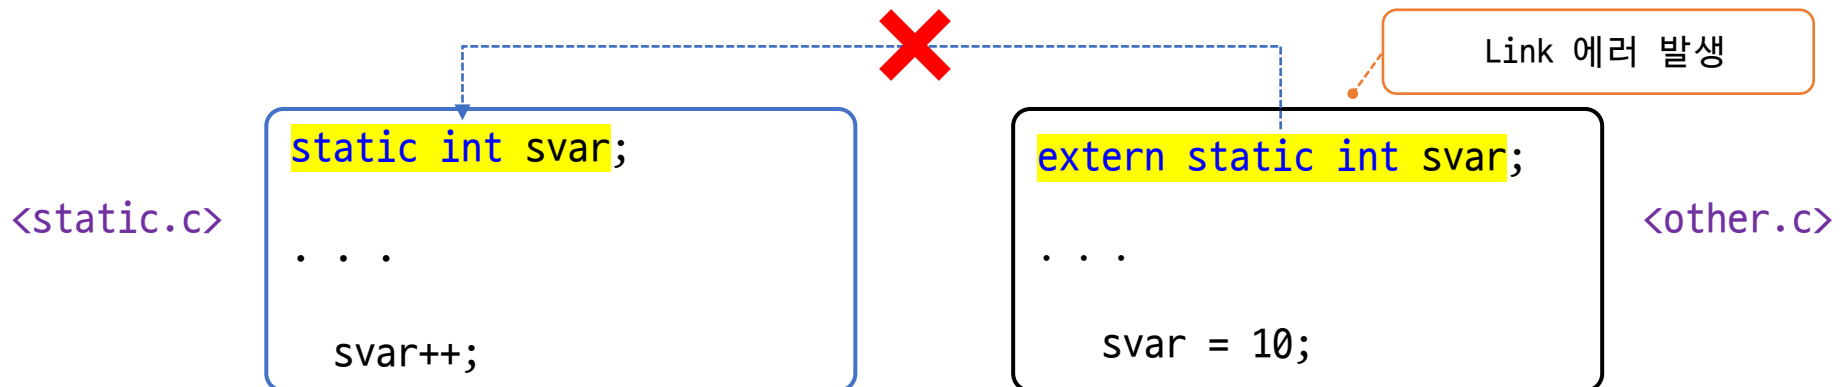 Link 에러 발생
<static.c>
static int svar;
. . .
svar++;
extern static int svar;
. . .
svar = 10;
<other.c>